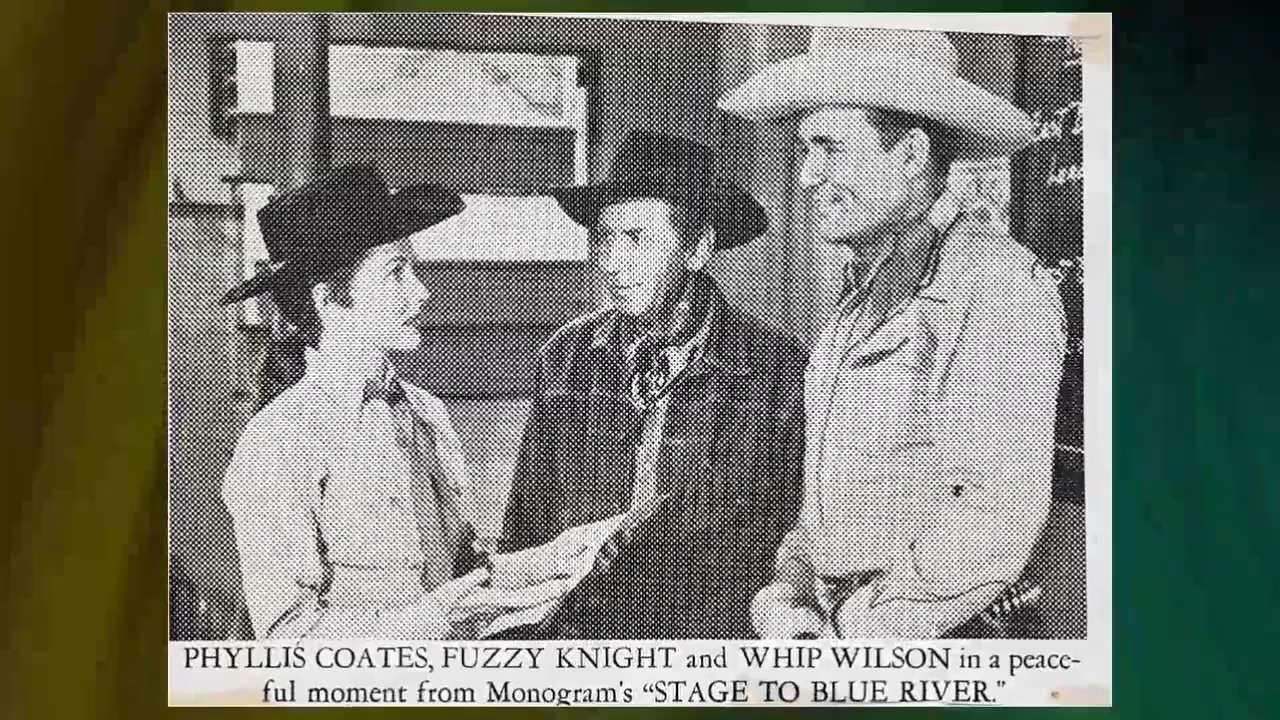 PHYLLIS COATES, FUZZY KNIGHT and WHIP WILSON in a peace-
ful moment from Monogram's “STAGE TO BLUE RIVER.”